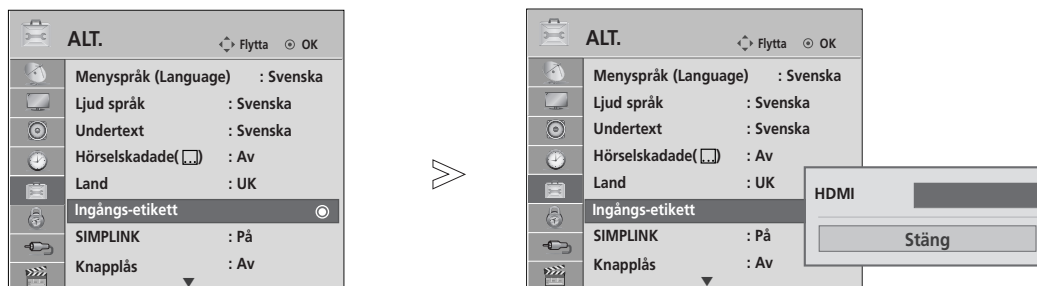 ALT. Flytta OK
Menyspråk (Language) : Svenska
Ljud språk : Svenska
Undertext : Svenska
Hörselskadade( ) : Av
Land : UK
Ingångs-etikett
SIMPLINK : På
Knapplås : Av
ALT. Flytta OK
Menyspråk (Language) : Svenska
Ljud språk : Svenska
Undertext : Svenska
Hörselskadade( ) : Av
Land : UK
Ingångs-etikett
SIMPLINK : På
Knapplås : Av
HDMI
Stäng